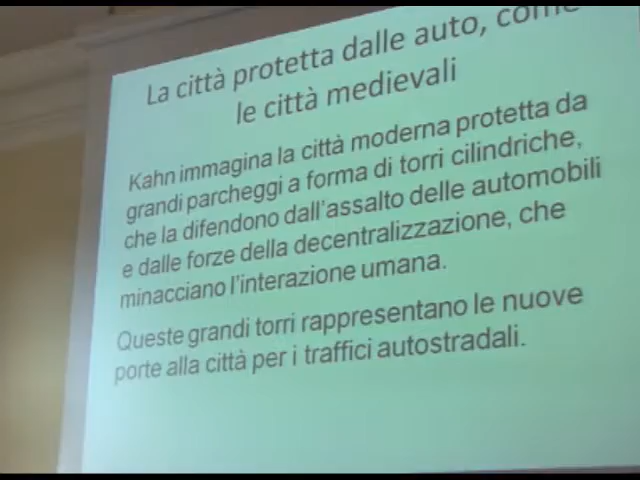 La città protetta dalle auto, come
le città medievali
Kahn immagina la città moderna protetta da
grandi parcheggi a forma di torri cilindriche,
che la difendono dall'assalto delle automobili
e dalle forze della decentralizzazione, che
minacciano l'interazione umana.
Queste grandi torri rappresentano le nuove
porte alla città per i traffici autostradali.